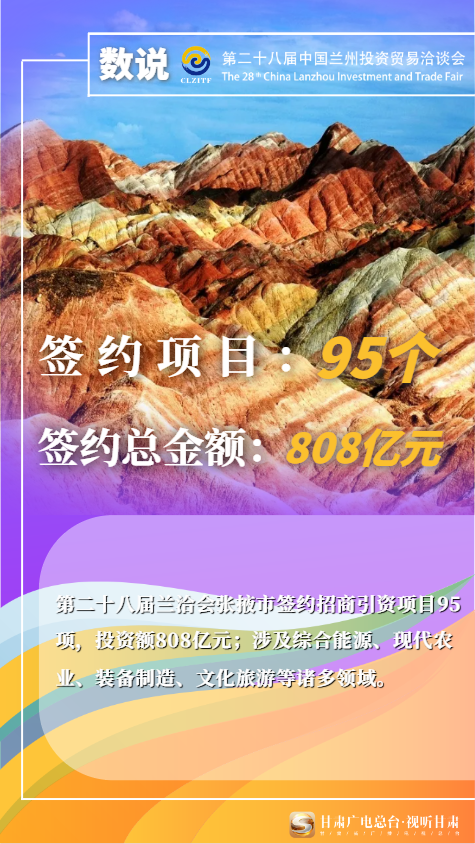 数说
CLZITF
第二十八届中国兰州投资贸易洽谈会
The 28th China Lanzhou Investment and Trade Fair
签约项目：95个
签约总金额：808亿元
第二十八届兰洽会张掖市签约招商引资项目95
项，投资额808亿元；涉及综合能源、现代农
业、装备制造、文化旅游等诸多领域。
甘肃广电总台·视听甘肃